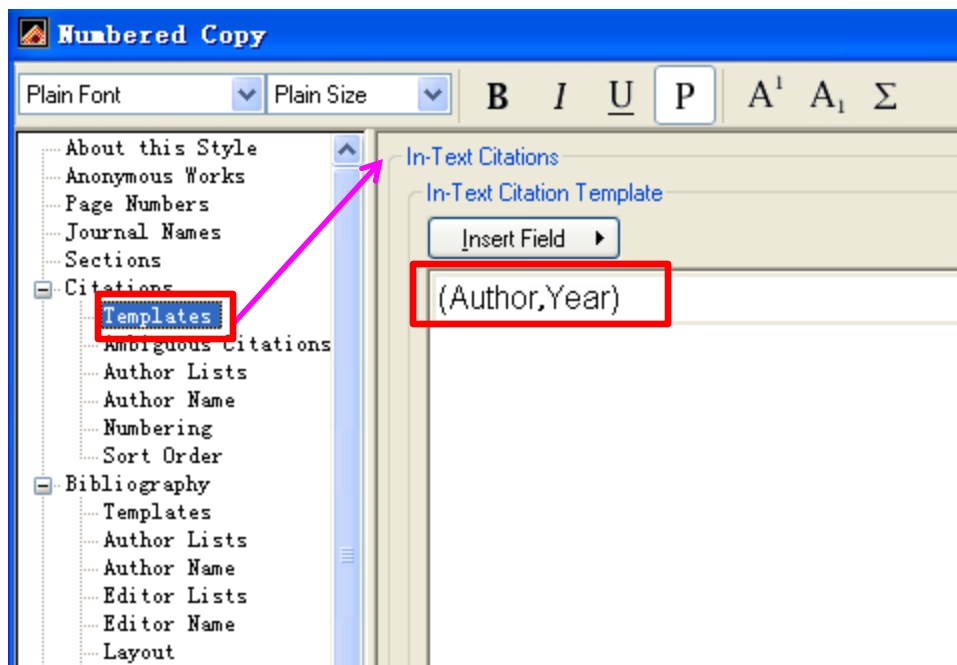 Numbered Copy
Plain Font Plain Size B I U P A¹ A₁ Σ
About this Style
Anonymous Works
Page Numbers
Journal Names
Sections
Citations
Templates
Ambiguous Citations
Author Lists
Author Name
Numbering
Sort Order
Bibliography
Templates
Author Lists
Author Name
Editor Lists
Editor Name
Layout
In-Text Citations
In-Text Citation Template
Insert Field
(Author,Year)